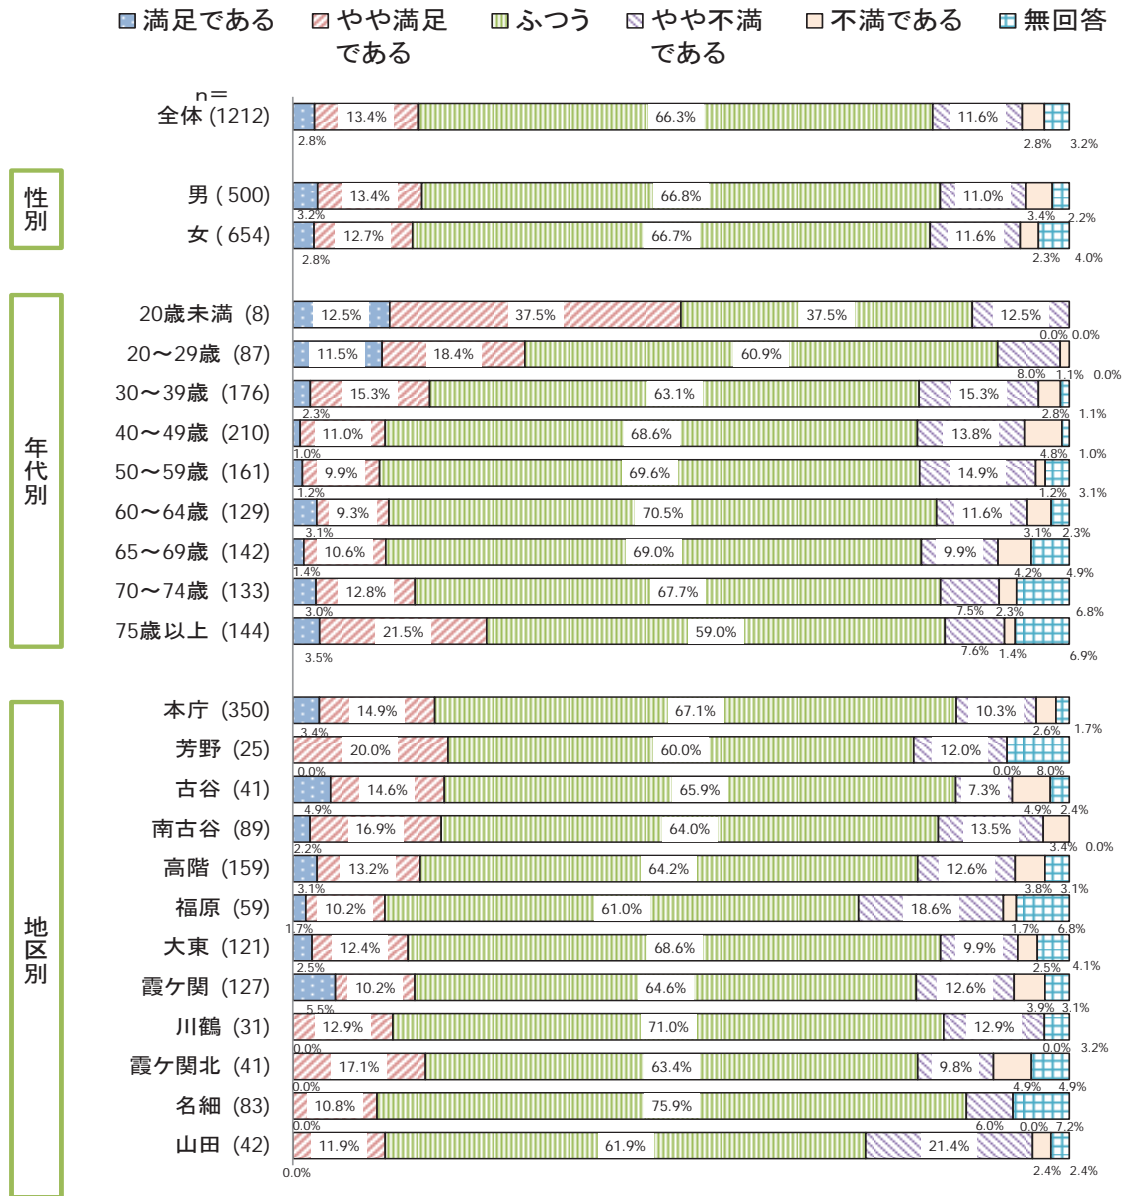 満足である やや満足 ふつう やや不満 不満である 無回答
である である
n=
全体 (1212) 13.4% 66.3% 11.6%
2.8% 2.8% 3.2%
性別
男 ( 500) 13.4% 66.8% 11.0%
3.2% 3.4% 2.2%
女 ( 654) 12.7% 66.7% 11.6%
2.8% 2.3% 4.0%
年代別
20歳未満 (8) 12.5% 37.5% 37.5% 12.5%
0.0% 0.0%
20～29歳 (87) 11.5% 18.4% 60.9%
8.0% 1.1% 0.0%
30～39歳 (176) 15.3% 63.1% 15.3%
2.3% 2.8% 1.1%
40～49歳 (210) 11.0% 68.6% 13.8%
1.0% 4.8% 1.0%
50～59歳 (161) 9.9% 69.6% 14.9%
1.2% 1.2% 3.1%
60～64歳 (129) 9.3% 70.5% 11.6%
3.1% 3.1% 2.3%
65～69歳 (142) 10.6% 69.0% 9.9%
1.4% 4.2% 4.9%
70～74歳 (133) 12.8% 67.7%
3.0% 7.5% 2.3% 6.8%
75歳以上 (144) 21.5% 59.0%
3.5% 7.6% 1.4% 6.9%
地区別
本庁 (350) 14.9% 67.1% 10.3%
3.4% 2.6% 1.7%
芳野 (25) 20.0% 60.0% 12.0%
0.0% 0.0% 8.0%
古谷 (41) 14.6% 65.9% 7.3%
4.9% 4.9% 2.4%
南古谷 (89) 16.9% 64.0% 13.5%
2.2% 3.4% 0.0%
高階 (159) 13.2% 64.2% 12.6%
3.1% 3.8% 3.1%
福原 (59) 10.2% 61.0% 18.6%
1.7% 1.7% 6.8%
大東 (121) 12.4% 68.6% 9.9%
2.5% 2.5% 4.1%
霞ケ関 (127) 10.2% 64.6% 12.6%
5.5% 3.9% 3.1%
川鶴 (31) 12.9% 71.0% 12.9%
0.0% 0.0% 3.2%
霞ケ関北 (41) 17.1% 63.4% 9.8%
0.0% 4.9% 4.9%
名細 (83) 10.8% 75.9%
0.0% 6.0% 0.0% 7.2%
山田 (42) 11.9% 61.9% 21.4%
0.0% 2.4% 2.4%